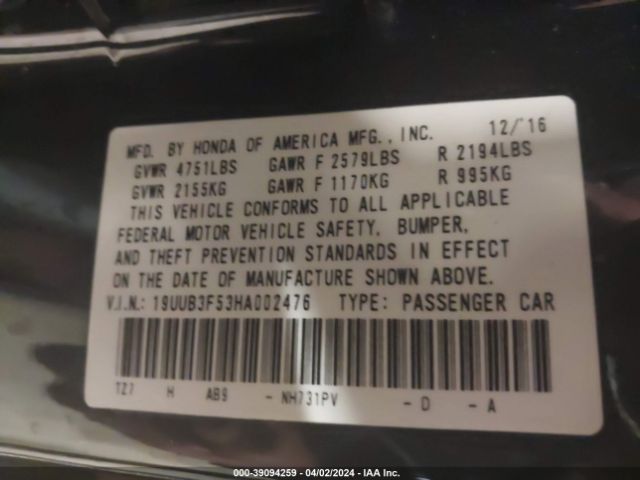 MFD. BY HONDA OF AMERICA MFG., INC. 12/'16
GVWR 4751LBS GAWR F 2579LBS R 2194LBS
GVWR 2155KG GAWR F 1170KG R 995KG
THIS VEHICLE CONFORMS TO ALL APPLICABLE
FEDERAL MOTOR VEHICLE SAFETY, BUMPER,
AND THEFT PREVENTION STANDARDS IN EFFECT
ON THE DATE OF MANUFACTURE SHOWN ABOVE.
V.I.N.: 19UUB3F53HA002476 TYPE: PASSENGER CAR
TZ7 H AB9 - NH731PV - D - A
000-39094259 - 04/02/2024 - IAA Inc.